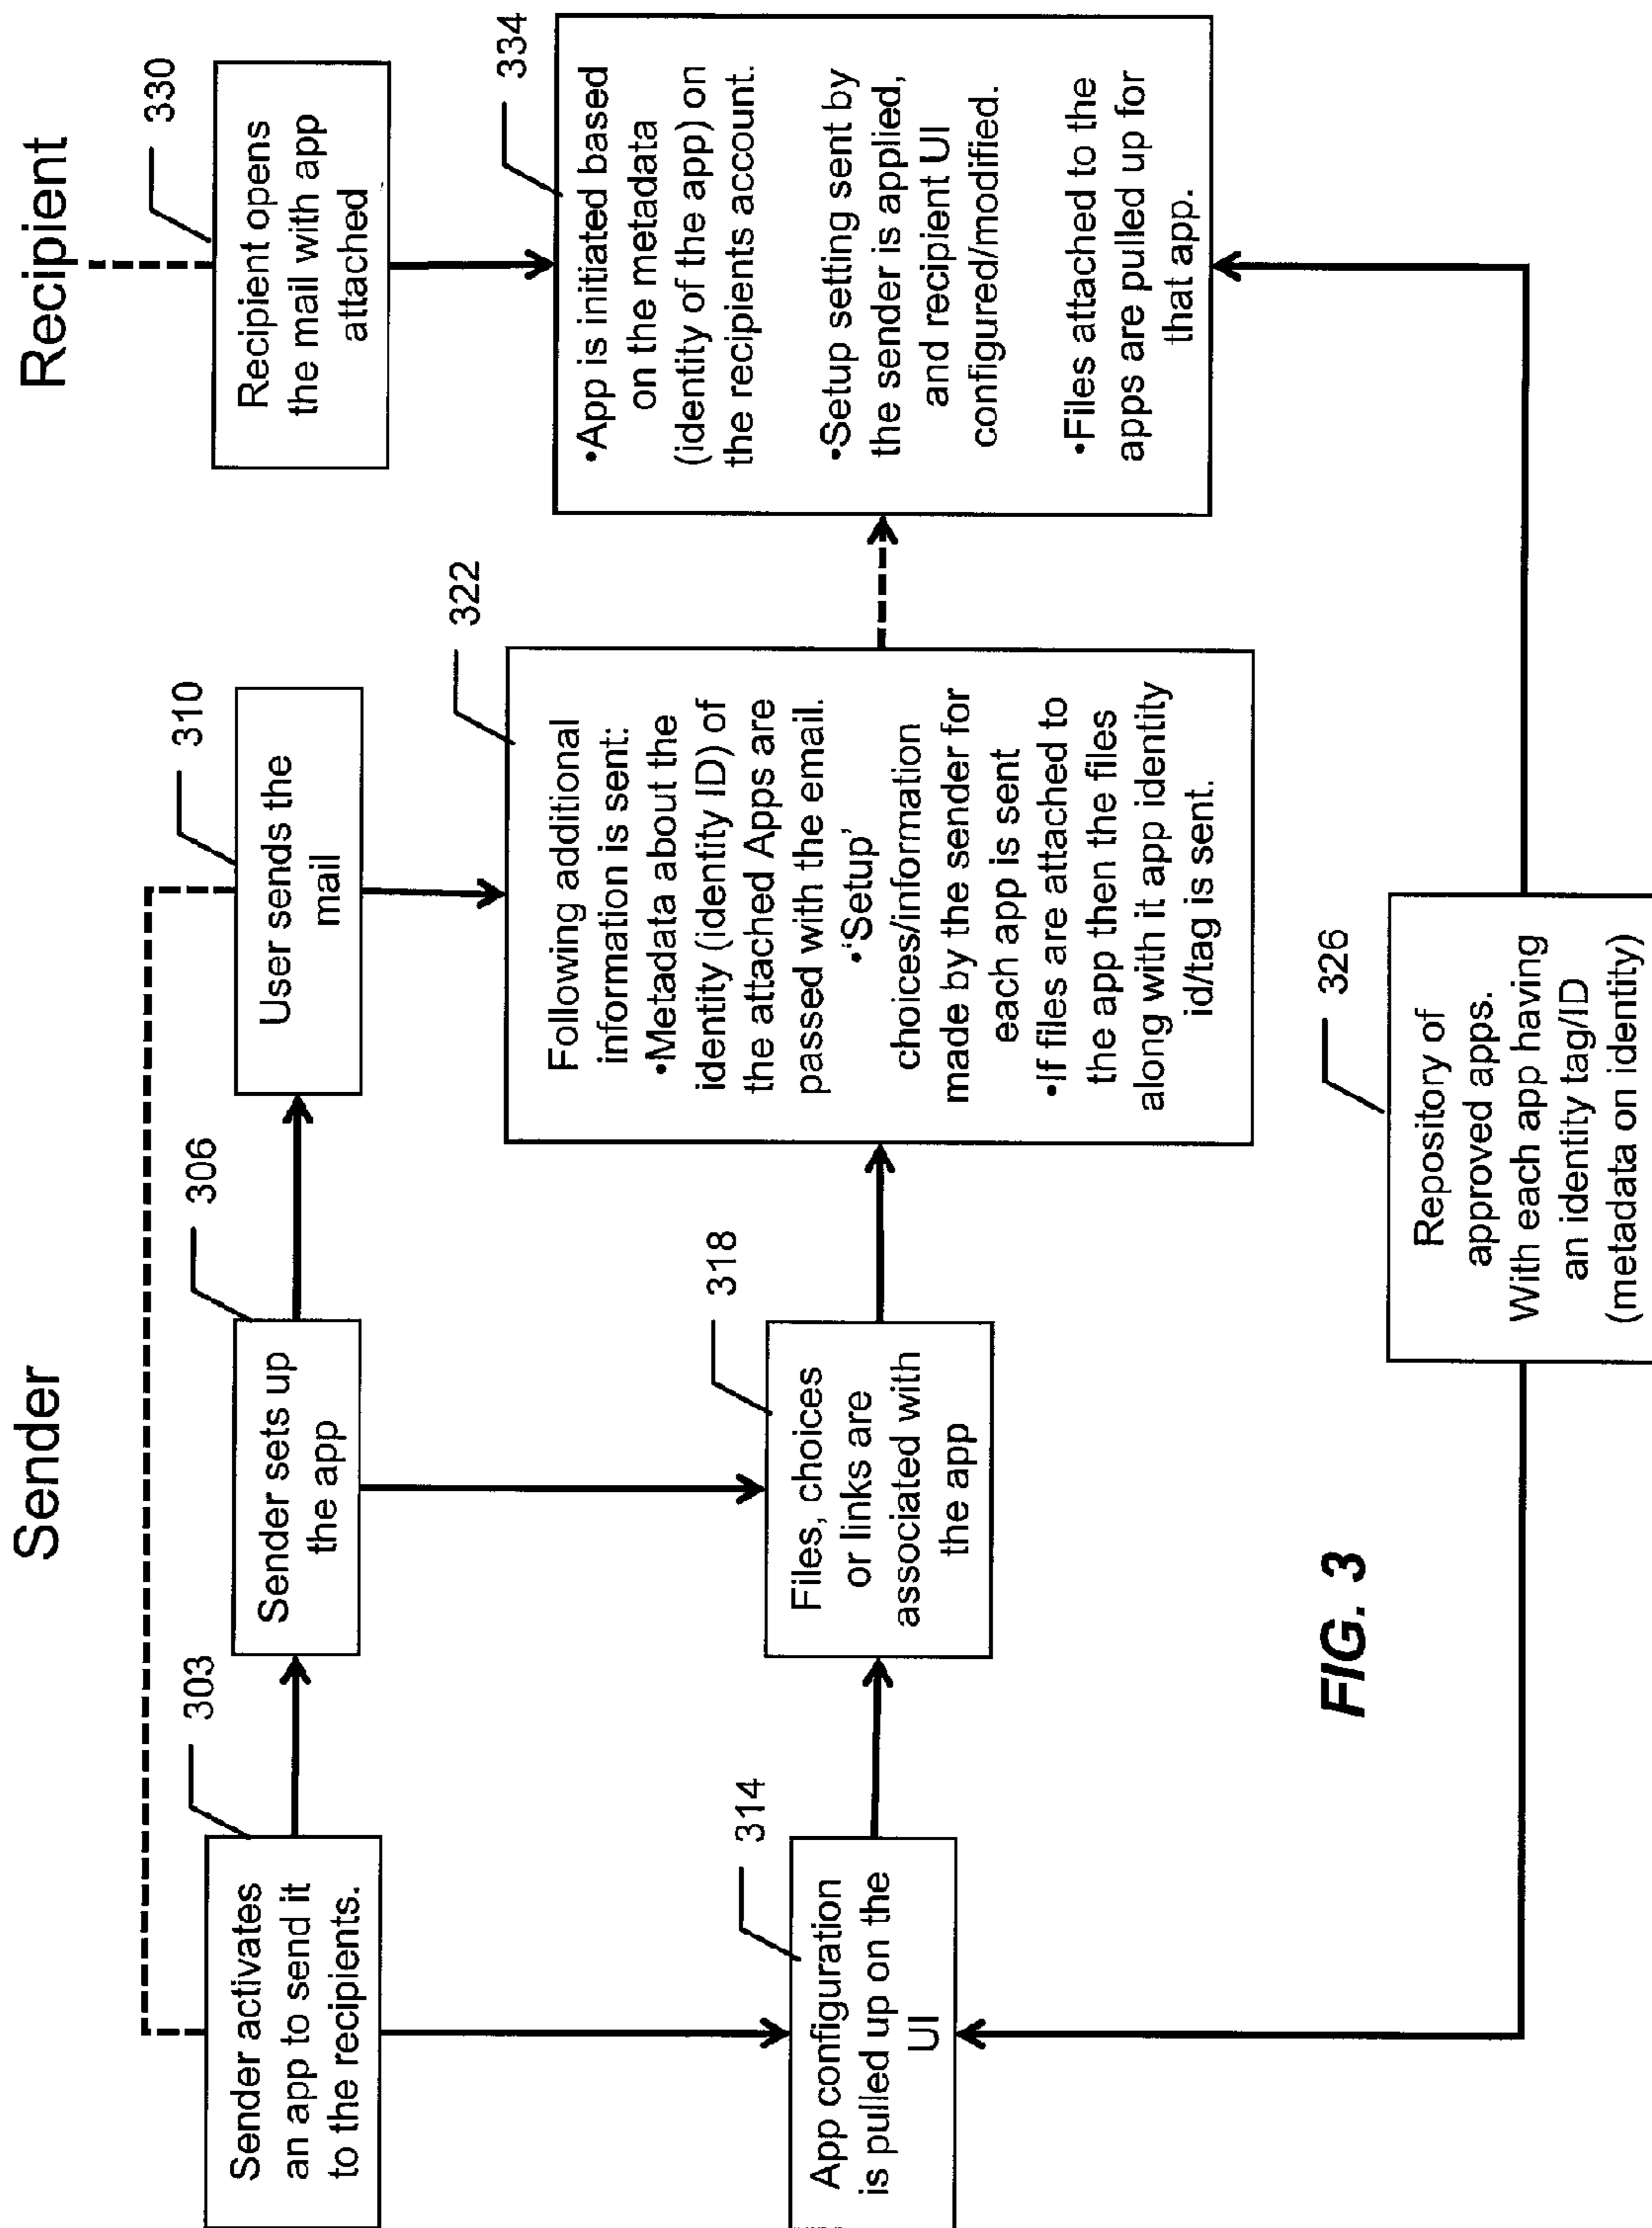 Sender
Recipient
303
Sender activates
an app to send it
to the recipients.
306
Sender sets up
the app
310
User sends the
mail
330
Recipient opens
the mail with app
attached
314
App configuration
is pulled up on the
UI
318
Files, choices
or links are
associated with
the app
322
Following additional
information is sent:
•Metadata about the
identity (identity ID) of
the attached Apps are
passed with the email.
•'Setup'
choices/information
made by the sender for
each app is sent
•If files are attached to
the app then the files
along with it app identity
id/tag is sent.
334
•App is initiated based
on the metadata
(identity of the app) on
the recipients account.
•Setup setting sent by
the sender is applied,
and recipient UI
configured/modified.
•Files attached to the
apps are pulled up for
that app.
326
Repository of
approved apps.
With each app having
an identity tag/ID
(metadata on identity)
FIG. 3